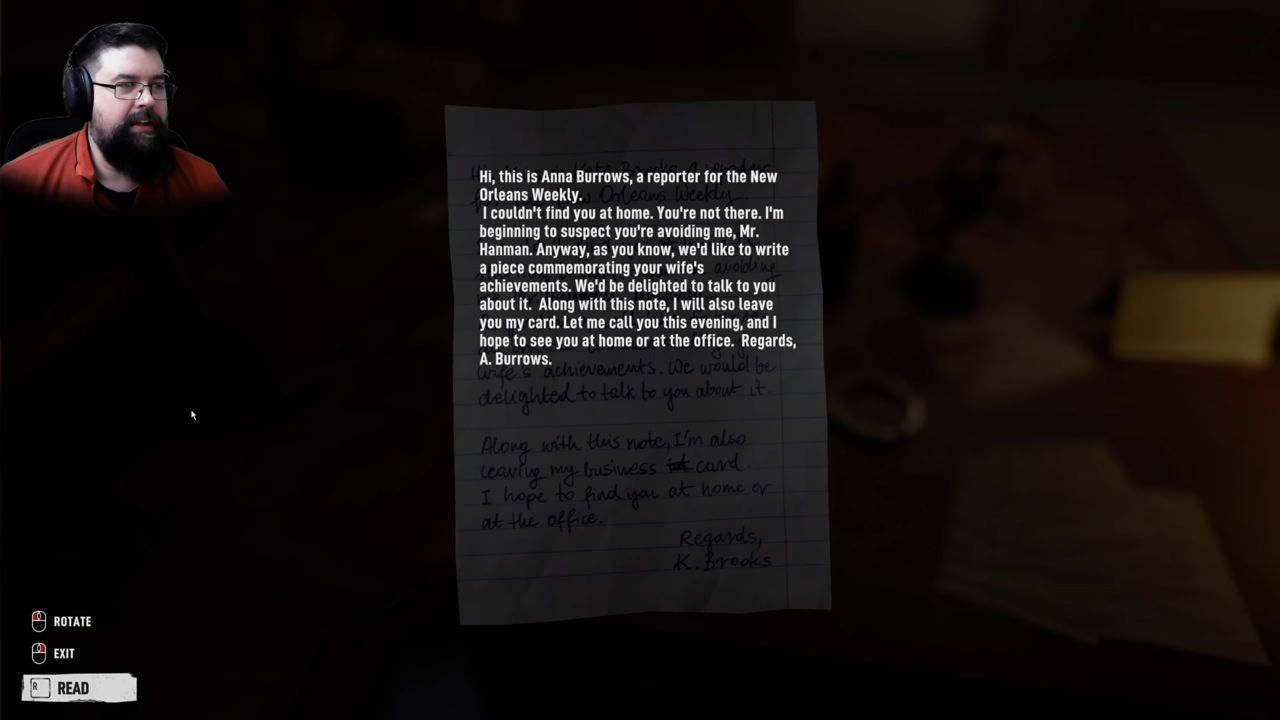 Hi, this is Anna Burrows, a reporter for the New
Orleans Weekly.
I couldn't find you at home. You're not there. I'm
beginning to suspect you're avoiding me, Mr.
Hanman. Anyway, as you know, we'd like to write
a piece commemorating your wife's
achievements. We'd be delighted to talk to you
about it. Along with this note, I will also leave
you my card. Let me call you this evening, and I
hope to see you at home or at the office. Regards,
A. Burrows.
wife's achievements. We would be
delighted to talk to you about it.
Along with this note, I'm also
leaving my business card.
I hope to find you at home or
at the office.
Regards,
K. Brooks
ROTATE
EXIT
R READ